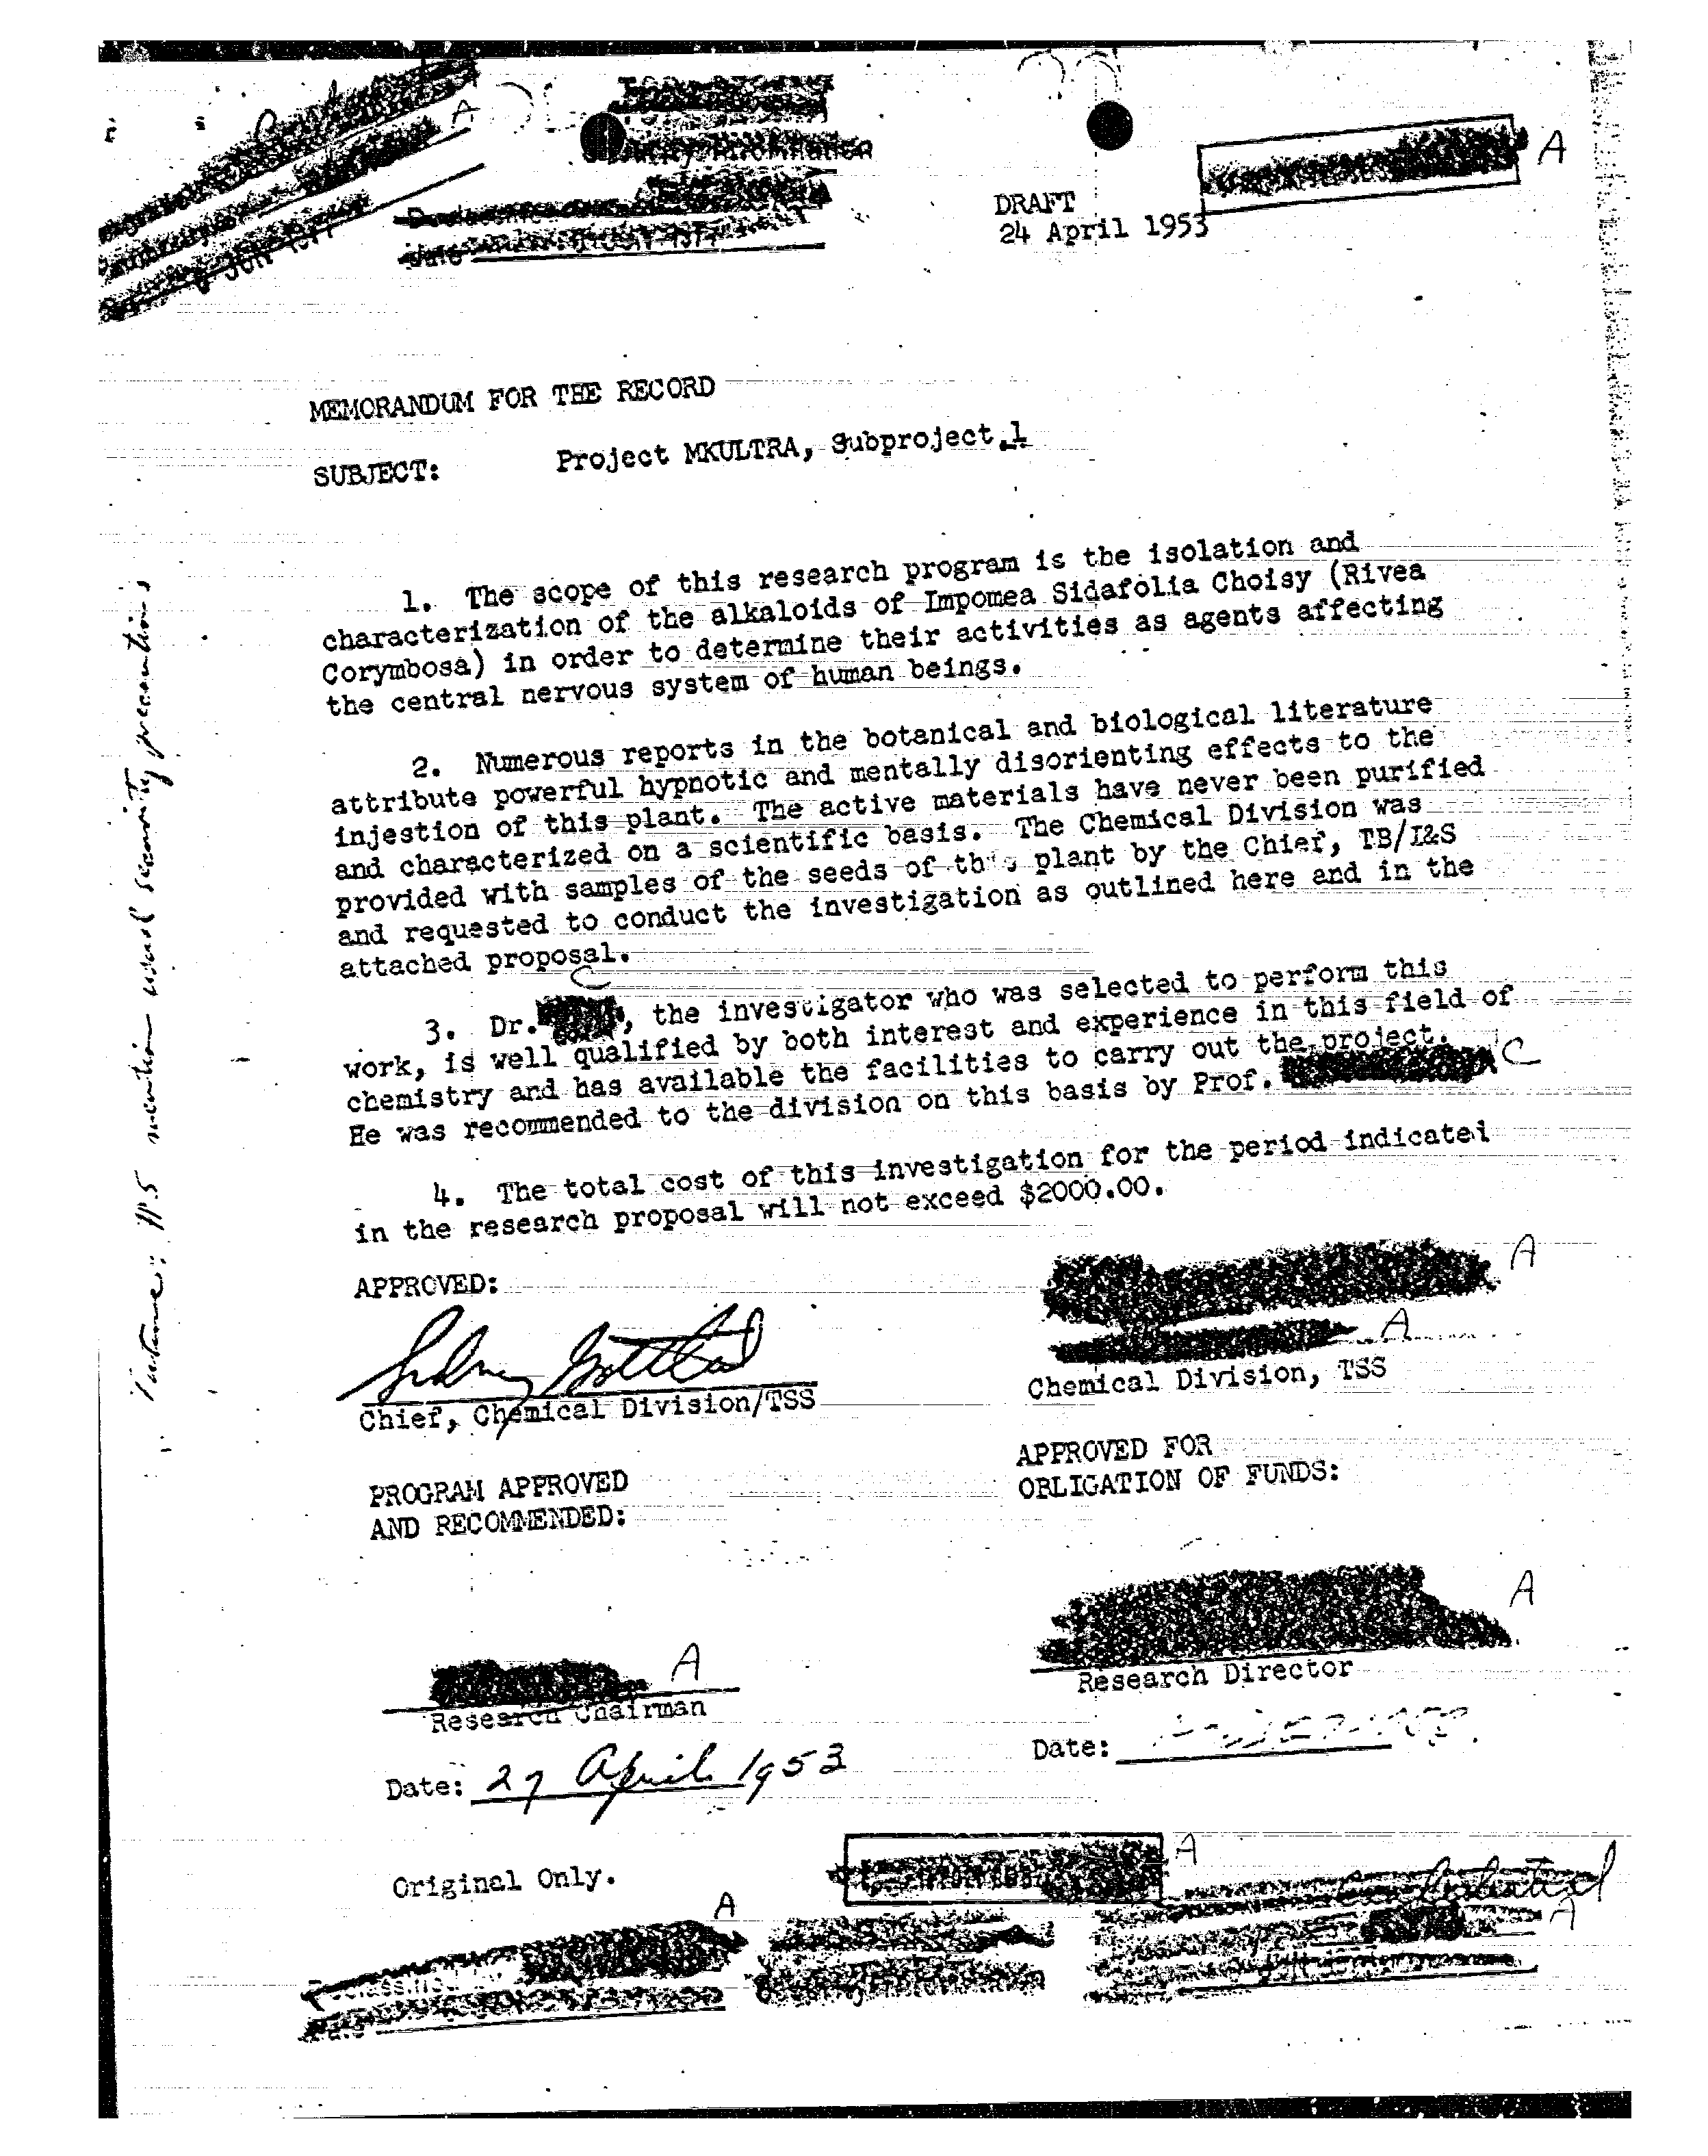 A
A
DRAFT
24 April 1953
MEMORANDUM FOR THE RECORD
SUBJECT: Project MKULTRA, Subproject 1
1. The scope of this research program is the isolation and
characterization of the alkaloids of Impomea Sidafolia Choisy (Rivea
Corymbosa) in order to determine their activities as agents affecting
the central nervous system of human beings.
2. Numerous reports in the botanical and biological literature
attribute powerful hypnotic and mentally disorienting effects to the
injestion of this plant. The active materials have never been purified
and characterized on a scientific basis. The Chemical Division was
provided with samples of the seeds of this plant by the Chief, TB/I&S
and requested to conduct the investigation as outlined here and in the
attached proposal.
C
3. Dr. , the investigator who was selected to perform this
work, is well qualified by both interest and experience in this field of
chemistry and has available the facilities to carry out the project.
He was recommended to the division on this basis by Prof. C
4. The total cost of this investigation for the period indicated
in the research proposal will not exceed $2000.00.
APPROVED:
A
A
Sidney Gottlieb
Chief, Chemical Division/TSS
Chemical Division, TSS
PROGRAM APPROVED
AND RECOMMENDED:
APPROVED FOR
OBLIGATION OF FUNDS:
A
Research Chairman
A
Research Director
Date: 27 April 1953
Date:
Original Only.
A
A
A
mention usual security precautions